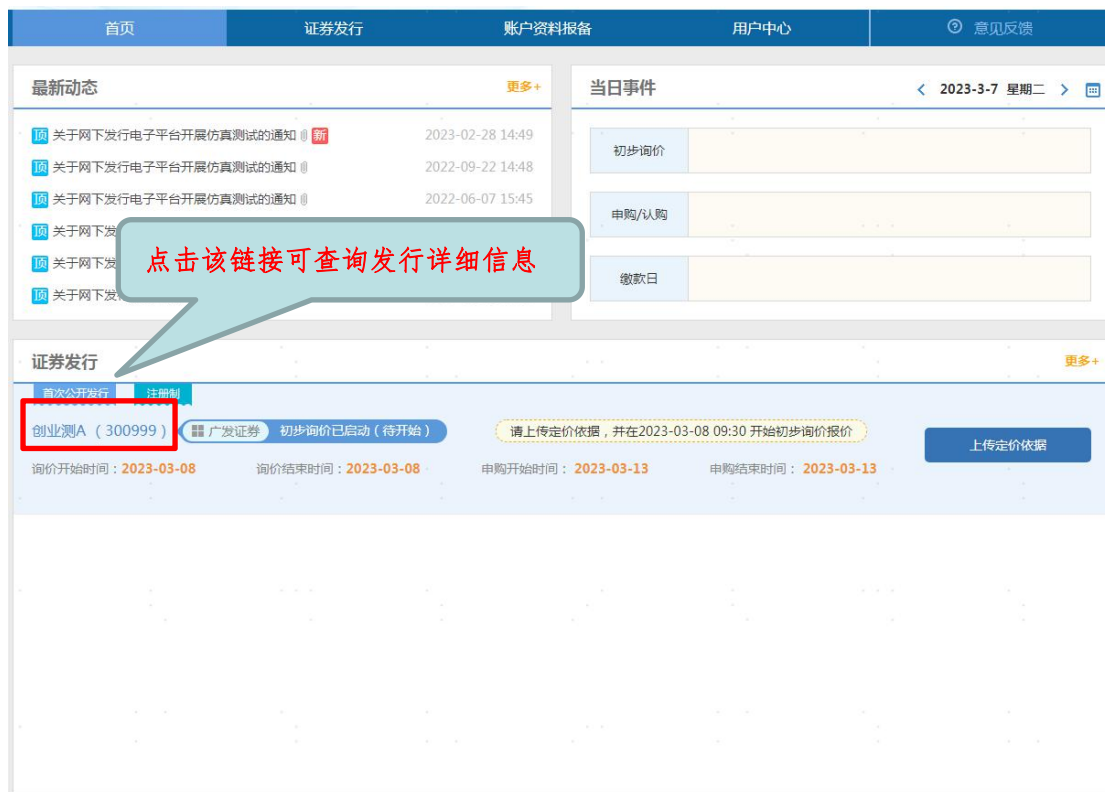 首页 证券发行 账户资料报备 用户中心 ? 意见反馈
最新动态 更多+
顶 关于网下发行电子平台开展仿真测试的通知 新 2023-02-28 14:49
顶 关于网下发行电子平台开展仿真测试的通知 2022-09-22 14:48
顶 关于网下发行电子平台开展仿真测试的通知 2022-06-07 15:45
顶 关于网下发
顶 关于网下发
顶 关于网下
点击该链接可查询发行详细信息
当日事件 < 2023-3-7 星期二 >
初步询价
申购/认购
缴款日
证券发行 更多+
首次公开发行 注册制
创业测A （300999） 广发证券 初步询价已启动（待开始） 请上传定价依据，并在2023-03-08 09:30 开始初步询价报价 上传定价依据
询价开始时间：2023-03-08 询价结束时间：2023-03-08 申购开始时间： 2023-03-13 申购结束时间： 2023-03-13